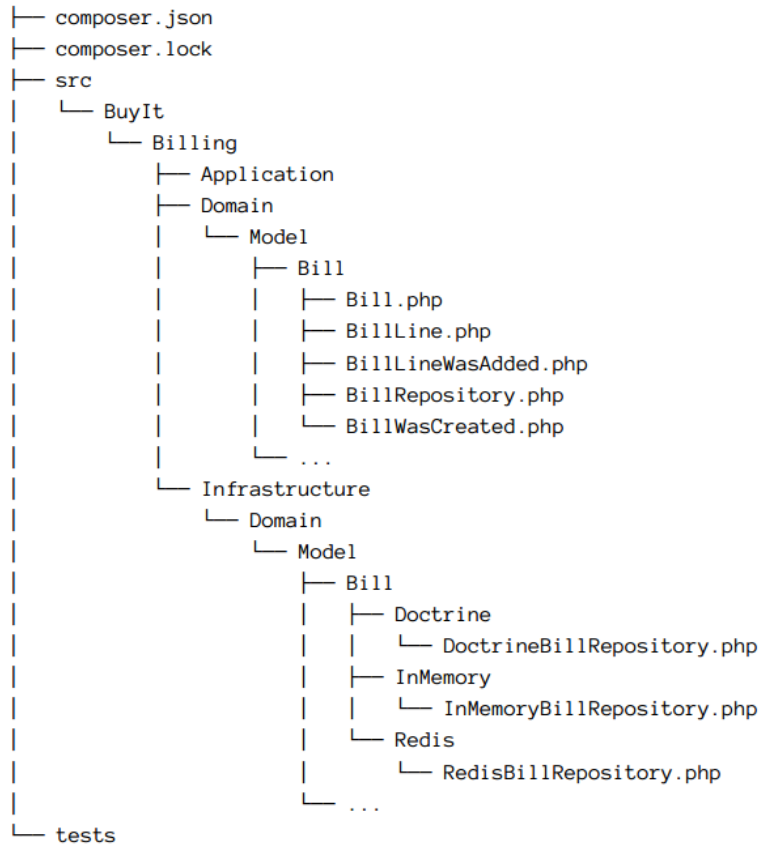 ├── composer.json
├── composer.lock
├── src
│   └── BuyIt
│       └── Billing
│           ├── Application
│           ├── Domain
│           │   └── Model
│           │       ├── Bill
│           │       │   ├── Bill.php
│           │       │   ├── BillLine.php
│           │       │   ├── BillLineWasAdded.php
│           │       │   ├── BillRepository.php
│           │       │   └── BillWasCreated.php
│           │       └── ...
│           └── Infrastructure
│               └── Domain
│                   └── Model
│                       ├── Bill
│                       │   ├── Doctrine
│                       │   │   └── DoctrineBillRepository.php
│                       │   ├── InMemory
│                       │   │   └── InMemoryBillRepository.php
│                       │   └── Redis
│                       │       └── RedisBillRepository.php
│                       └── ...
└── tests